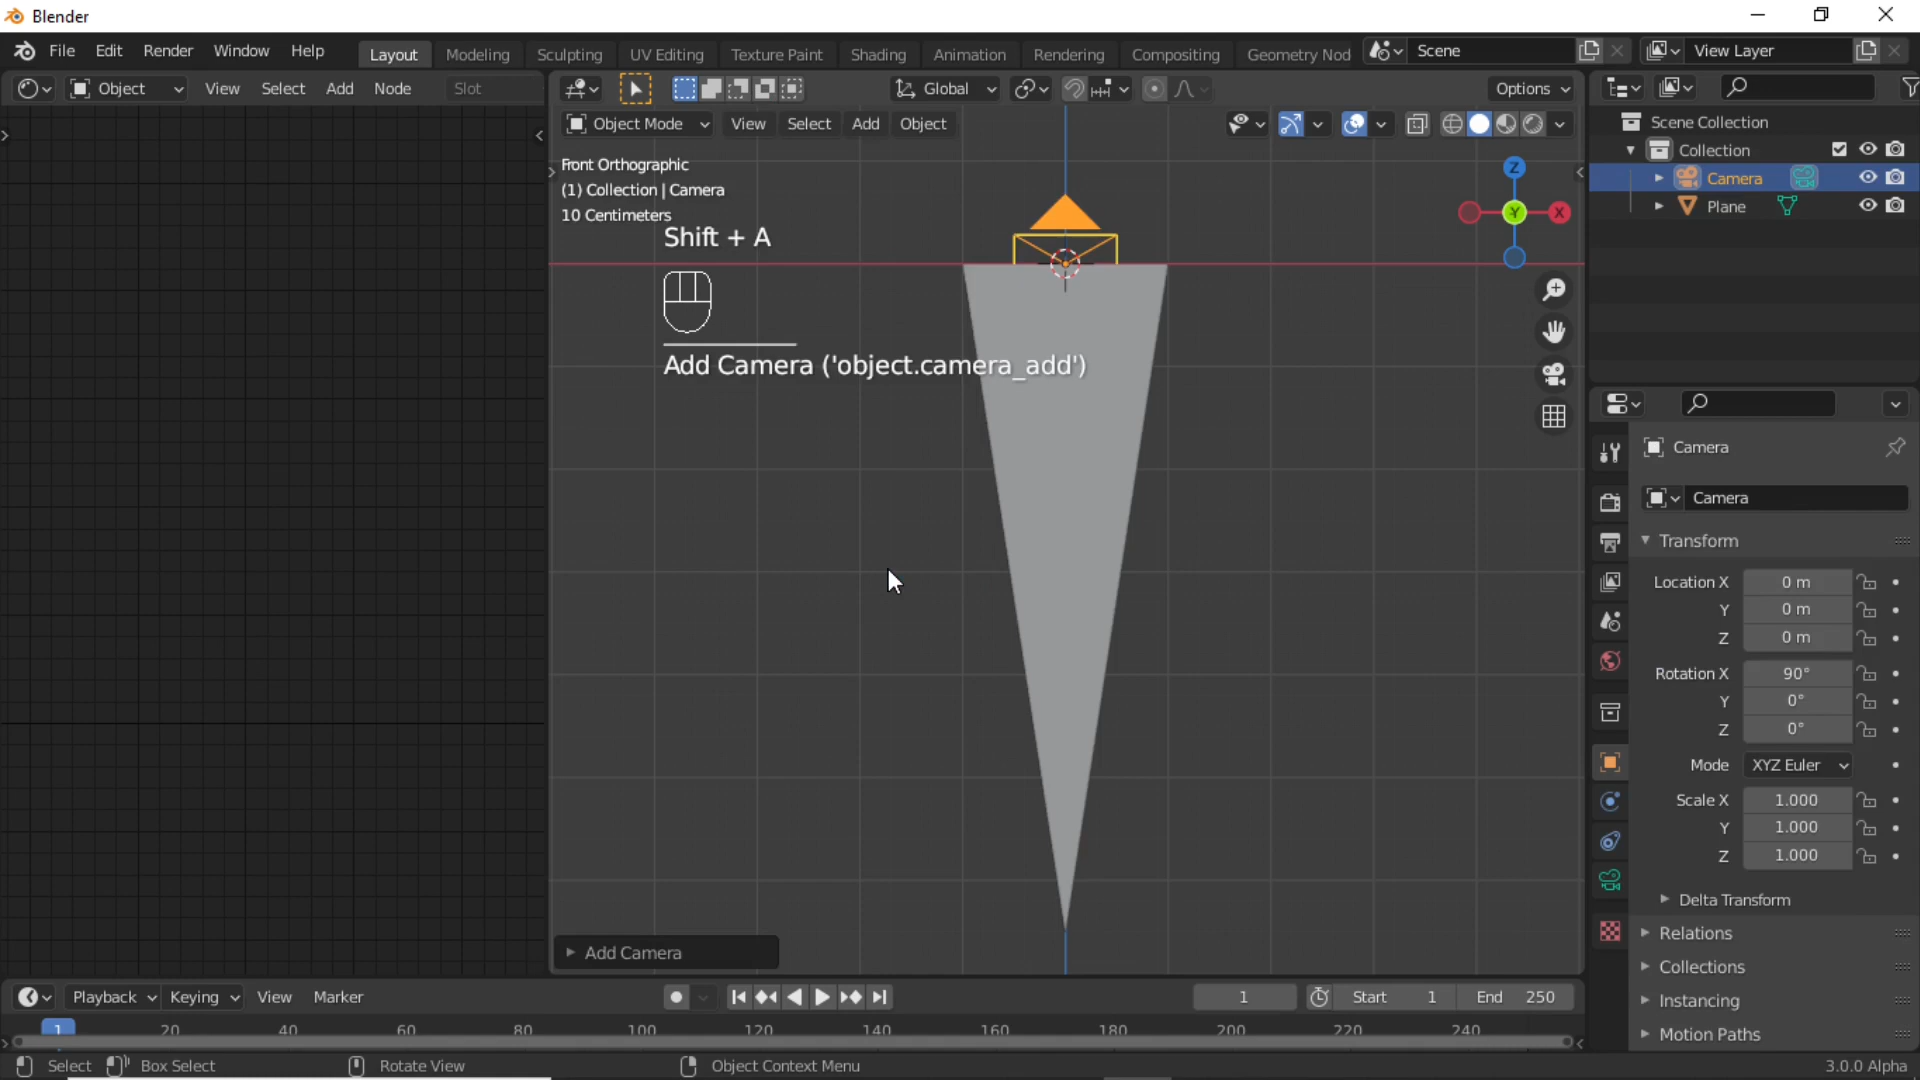 Blender
File Edit Render Window Help Layout Modeling Sculpting UV Editing Texture Paint Shading Animation Rendering Compositing Geometry Nod Scene View Layer
Object View Select Add Node Slot Global Options
Object Mode View Select Add Object
Front Orthographic
(1) Collection | Camera
10 Centimeters
Shift + A
Add Camera ('object.camera_add')
Z
Y
X
Add Camera
Scene Collection
Collection
Camera
Plane
Camera
Camera
Transform
Location X 0 m
Y 0 m
Z 0 m
Rotation X 90°
Y 0°
Z 0°
Mode XYZ Euler
Scale X 1.000
Y 1.000
Z 1.000
Delta Transform
Relations
Collections
Instancing
Motion Paths
Playback Keying View Marker 1 Start 1 End 250
1 20 40 60 80 100 120 140 160 180 200 220 240
Select Box Select Rotate View Object Context Menu 3.0.0 Alpha